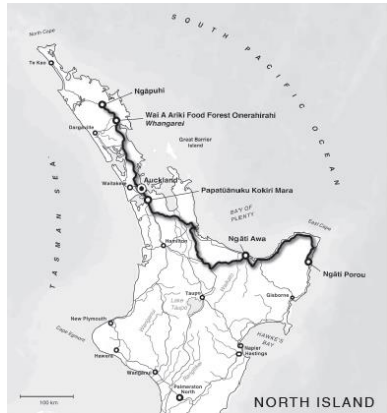 North Cape
SOUTH PACIFIC OCEAN
Te Kao
Ngāpuhi
Wai A Ariki Food Forest Onerahirahi
Whangarei
Dargaville
Great Barrier
Island
Auckland
Waitakere
Papatūānuku Kokiri Mara
TASMAN SEA
BAY OF
PLENTY
East Cape
Hamilton
Ngāti Awa
Ngāti Porou
Taupo
Lake
Taupo
Gisborne
New Plymouth
Cape Egmont
HAWKE'S
BAY
Hawera
Napier
Hastings
Wanganui
Palmerston
North
100 km
NORTH ISLAND